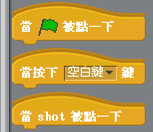 當 被點一下
當按下 空白鍵 鍵
當 shot 被點一下